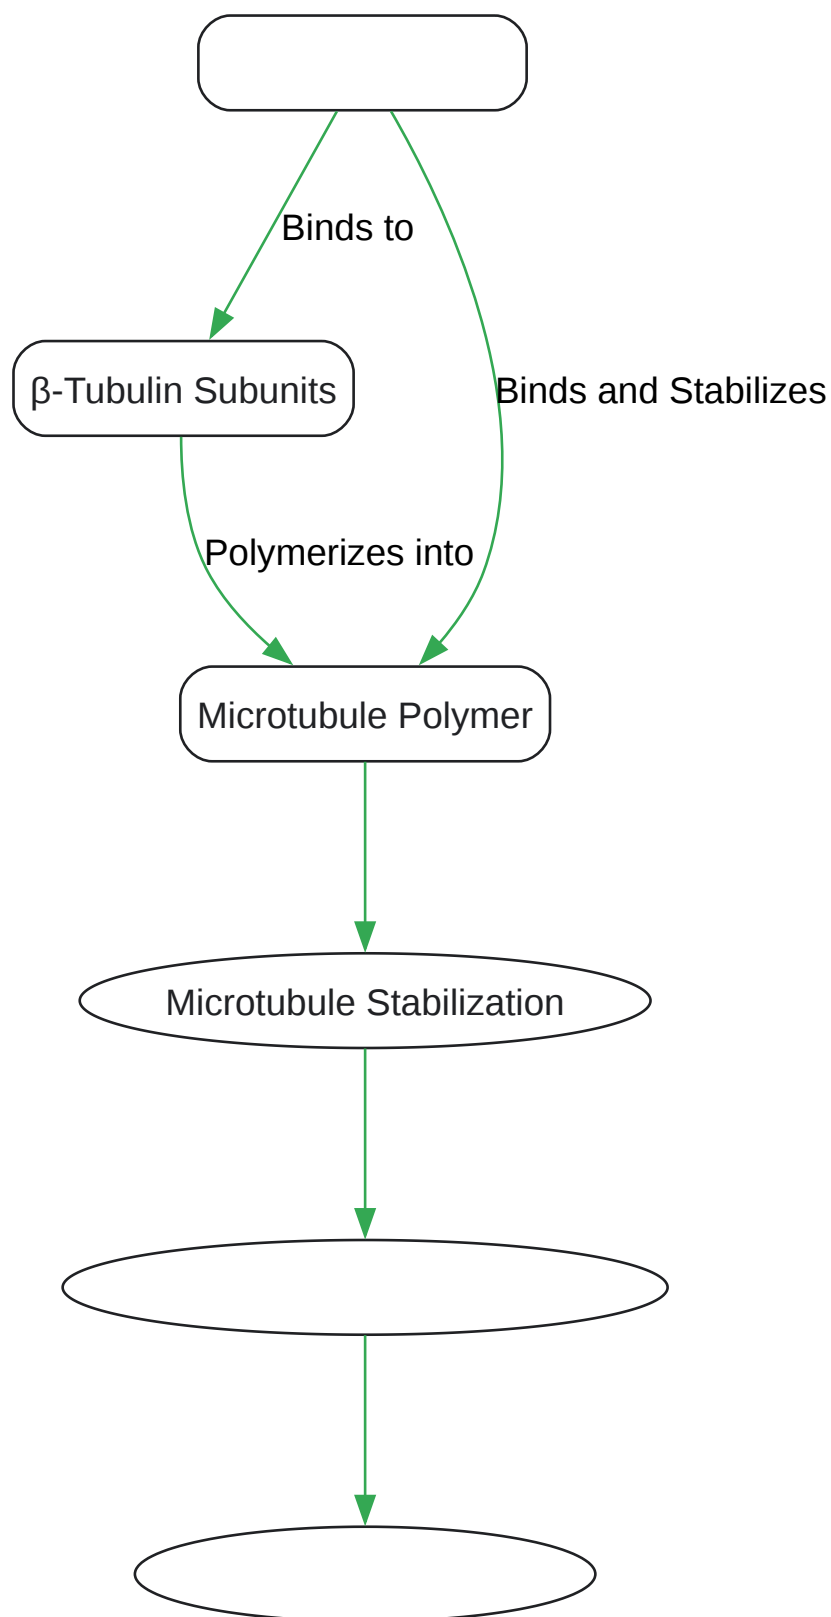 Binds to
β-Tubulin Subunits
Binds and Stabilizes
Polymerizes into
Microtubule Polymer
Microtubule Stabilization